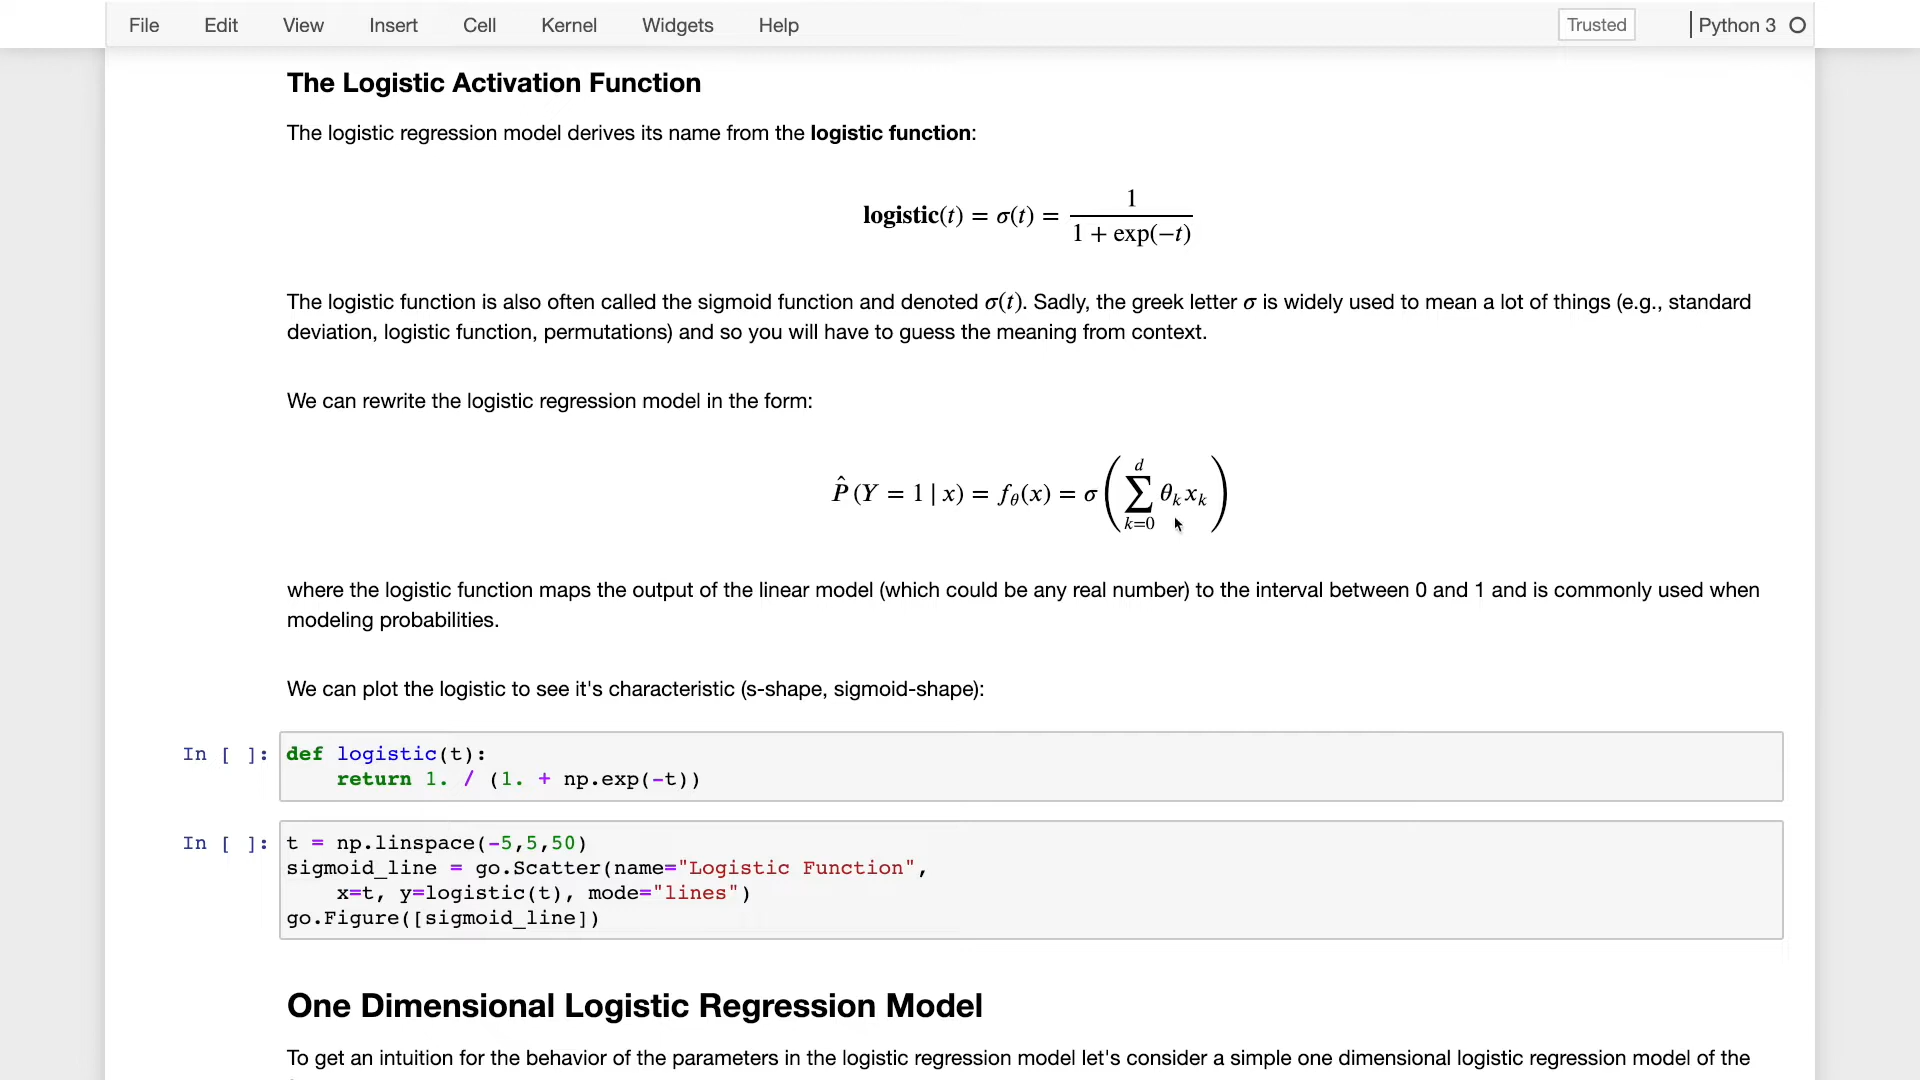 File Edit View Insert Cell Kernel Widgets Help Trusted Python 3
The Logistic Activation Function
The logistic regression model derives its name from the logistic function:
logistic(t) = σ(t) = 1 / (1 + exp(−t))
The logistic function is also often called the sigmoid function and denoted σ(t). Sadly, the greek letter σ is widely used to mean a lot of things (e.g., standard
deviation, logistic function, permutations) and so you will have to guess the meaning from context.
We can rewrite the logistic regression model in the form:
P̂ (Y = 1 | x) = f_θ(x) = σ ( ∑_{k=0}^{d} θ_k x_k )
where the logistic function maps the output of the linear model (which could be any real number) to the interval between 0 and 1 and is commonly used when
modeling probabilities.
We can plot the logistic to see it's characteristic (s-shape, sigmoid-shape):
In [ ]: def logistic(t):
    return 1. / (1. + np.exp(-t))
In [ ]: t = np.linspace(-5,5,50)
sigmoid_line = go.Scatter(name="Logistic Function",
    x=t, y=logistic(t), mode="lines")
go.Figure([sigmoid_line])
One Dimensional Logistic Regression Model
To get an intuition for the behavior of the parameters in the logistic regression model let's consider a simple one dimensional logistic regression model of the